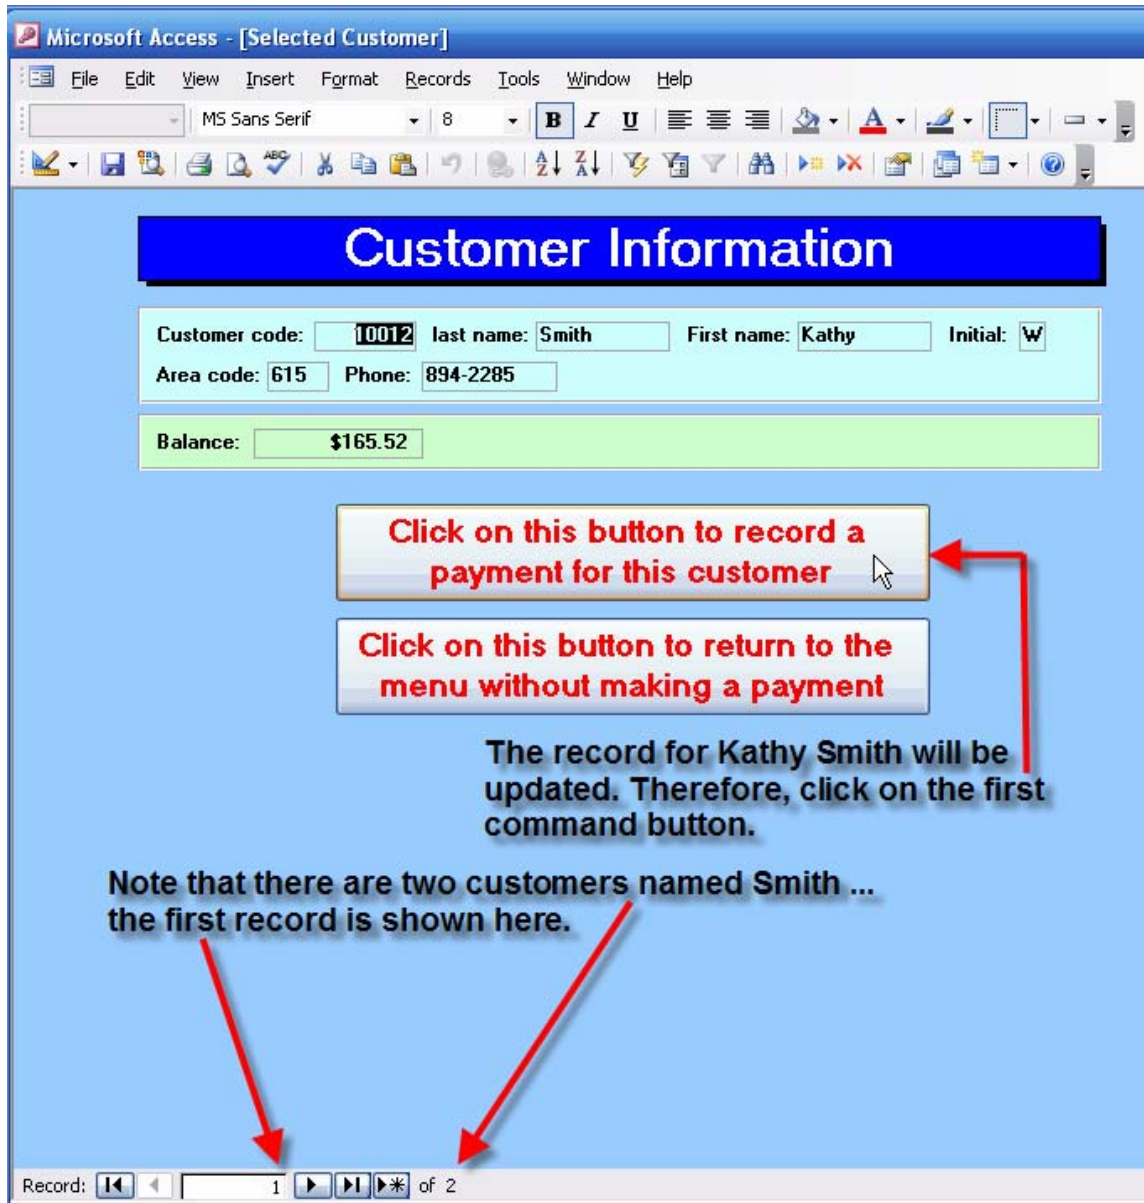 Microsoft Access - [Selected Customer]
File Edit View Insert Format Records Tools Window Help
MS Sans Serif 8 B I U A
ABC A Z Z A
Customer Information
Customer code: 10012 last name: Smith First name: Kathy Initial: W
Area code: 615 Phone: 894-2285
Balance: $165.52
Click on this button to record a
payment for this customer
Click on this button to return to the
menu without making a payment
The record for Kathy Smith will be
updated. Therefore, click on the first
command button.
Note that there are two customers named Smith ...
the first record is shown here.
Record: 1 of 2